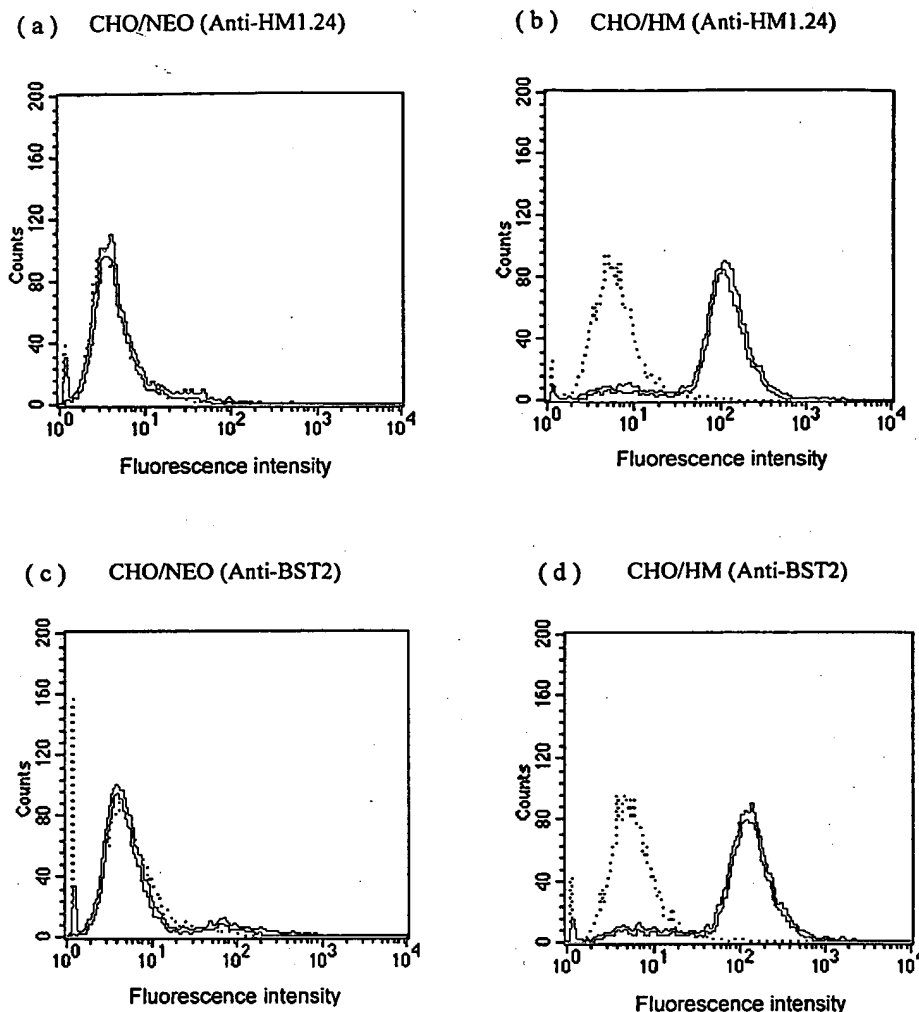 (a) CHO/NEO (Anti-HM1.24)
200
160
120
80
40
0
Counts
10^0 10^1 10^2 10^3 10^4
Fluorescence intensity
(b) CHO/HM (Anti-HM1.24)
200
160
120
80
40
0
Counts
10^0 10^1 10^2 10^3 10^4
Fluorescence intensity
(c) CHO/NEO (Anti-BST2)
200
160
120
80
40
0
Counts
10^0 10^1 10^2 10^3 10^4
Fluorescence intensity
(d) CHO/HM (Anti-BST2)
200
160
120
80
40
0
Counts
10^0 10^1 10^2 10^3 10^4
Fluorescence intensity